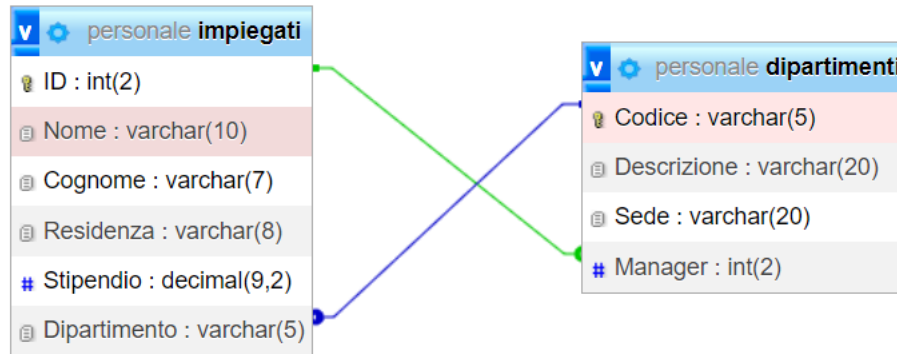 personale impiegati
ID : int(2)
Nome : varchar(10)
Cognome : varchar(7)
Residenza : varchar(8)
# Stipendio : decimal(9,2)
Dipartimento : varchar(5)
personale dipartimenti
Codice : varchar(5)
Descrizione : varchar(20)
Sede : varchar(20)
# Manager : int(2)